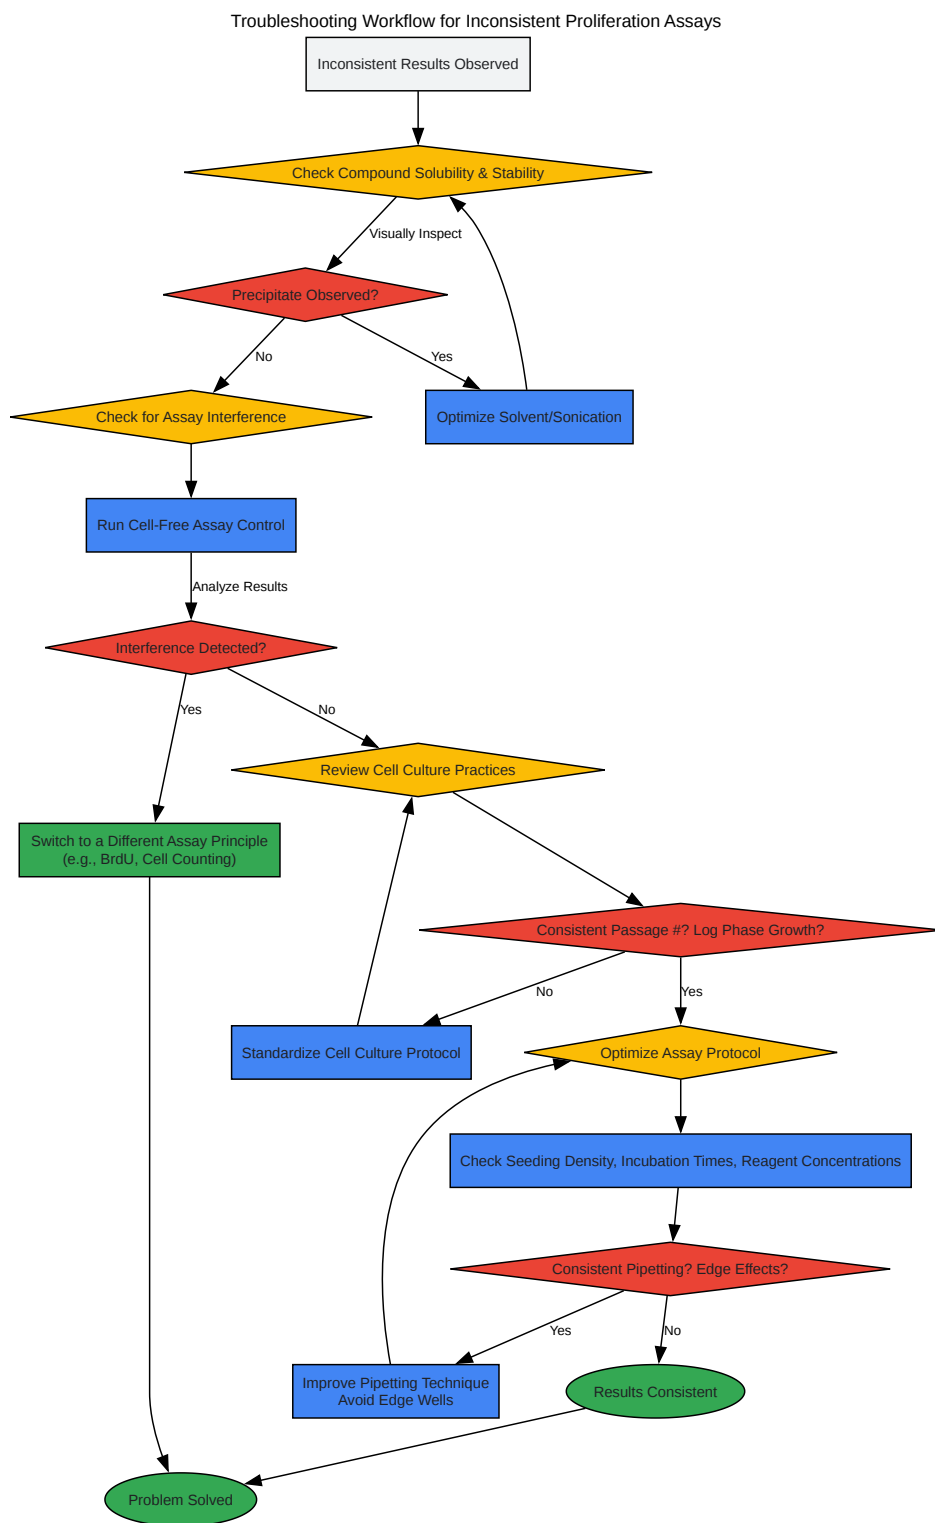 Troubleshooting Workflow for Inconsistent Proliferation Assays
Inconsistent Results Observed
Check Compound Solubility & Stability
Visually Inspect
Precipitate Observed?
No
Yes
Check for Assay Interference
Optimize Solvent/Sonication
Run Cell-Free Assay Control
Analyze Results
Interference Detected?
Yes
No
Review Cell Culture Practices
Switch to a Different Assay Principle
(e.g., BrdU, Cell Counting)
Consistent Passage #? Log Phase Growth?
No
Yes
Standardize Cell Culture Protocol
Optimize Assay Protocol
Check Seeding Density, Incubation Times, Reagent Concentrations
Consistent Pipetting? Edge Effects?
Yes
No
Improve Pipetting Technique
Avoid Edge Wells
Results Consistent
Problem Solved